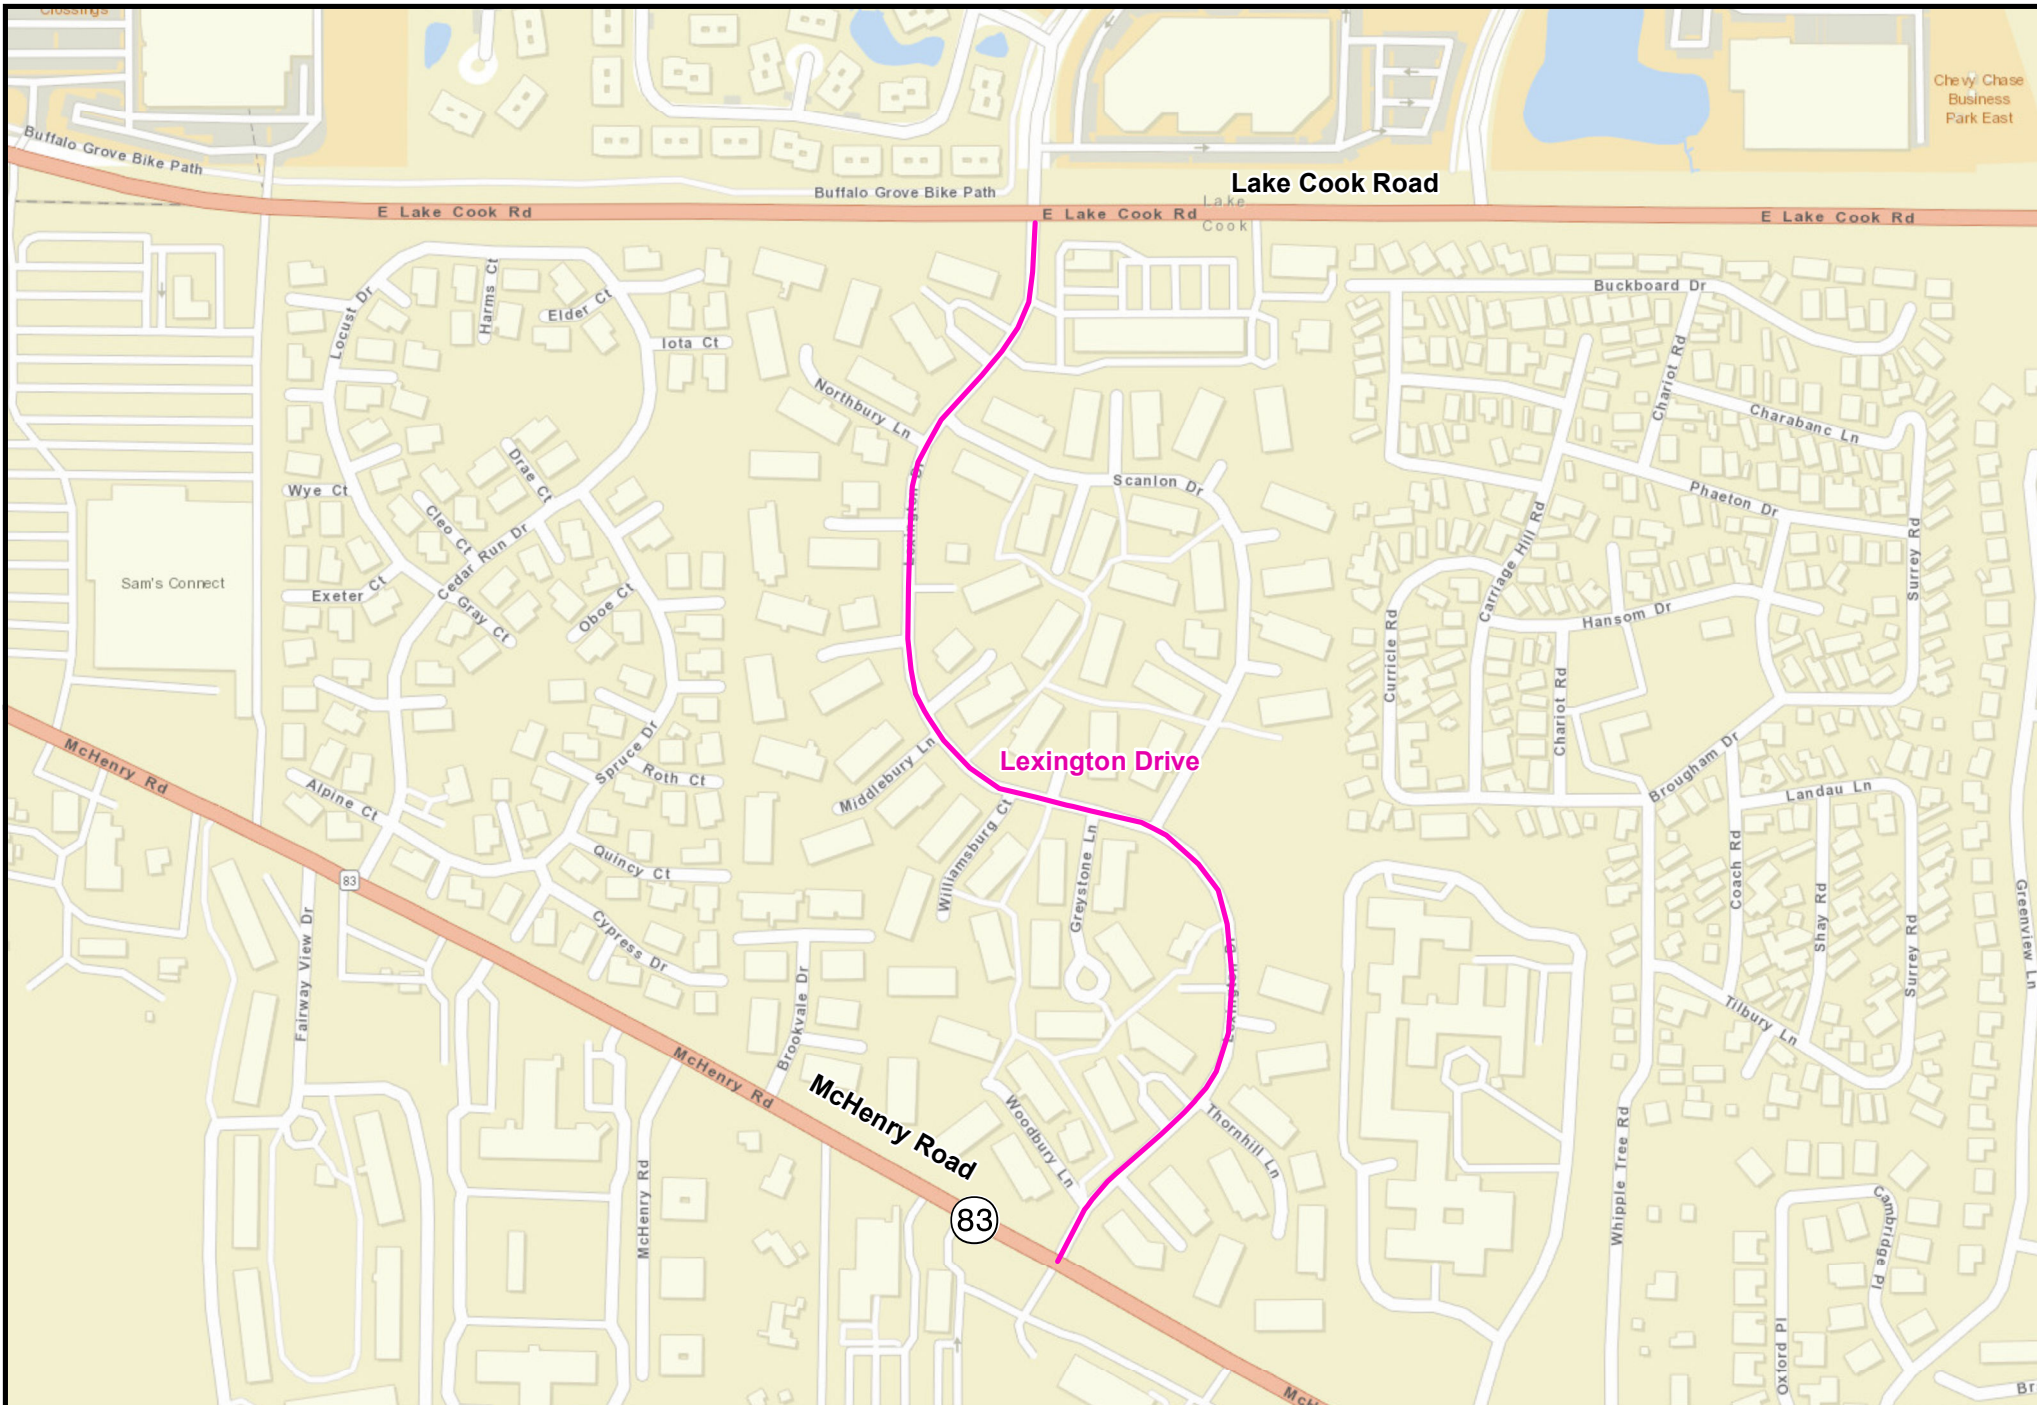 Crossings
Chevy Chase
Business
Park East
Buffalo Grove Bike Path
Buffalo Grove Bike Path
Lake Cook Road
E Lake Cook Rd
E Lake Cook Rd
Lake
Cook
E Lake Cook Rd
Locust Dr
Harms Ct
Elder Ct
Iota Ct
Buckboard Dr
Northbury Ln
Chariot Rd
Charabanc Ln
Wye Ct
Drae Ct
Cleo Ct
Lexington Dr
Scanlon Dr
Phaeton Dr
Sam's Connect
Exeter Ct
Cedar Run Dr
Gray Ct
Oboe Ct
Carriage Hill Rd
Surrey Rd
Hansom Dr
Curricle Rd
Chariot Rd
McHenry Rd
Alpine Ct
Spruce Dr
Roth Ct
Middlebury Ln
Lexington Drive
Brougham Dr
Landau Ln
Williamsburg Ct
Greystone Ln
Quincy Ct
83
Coach Rd
Shay Rd
Surrey Rd
Greenview Ln
Fairway View Dr
Cypress Dr
Brookvale Dr
Lexington Dr
Tilbury Ln
McHenry Rd
McHenry Road
Woodbury Ln
Thornhill Ln
Whipple Tree Rd
McHenry Rd
83
Cambridge Pl
Oxford Pl
McH
Br